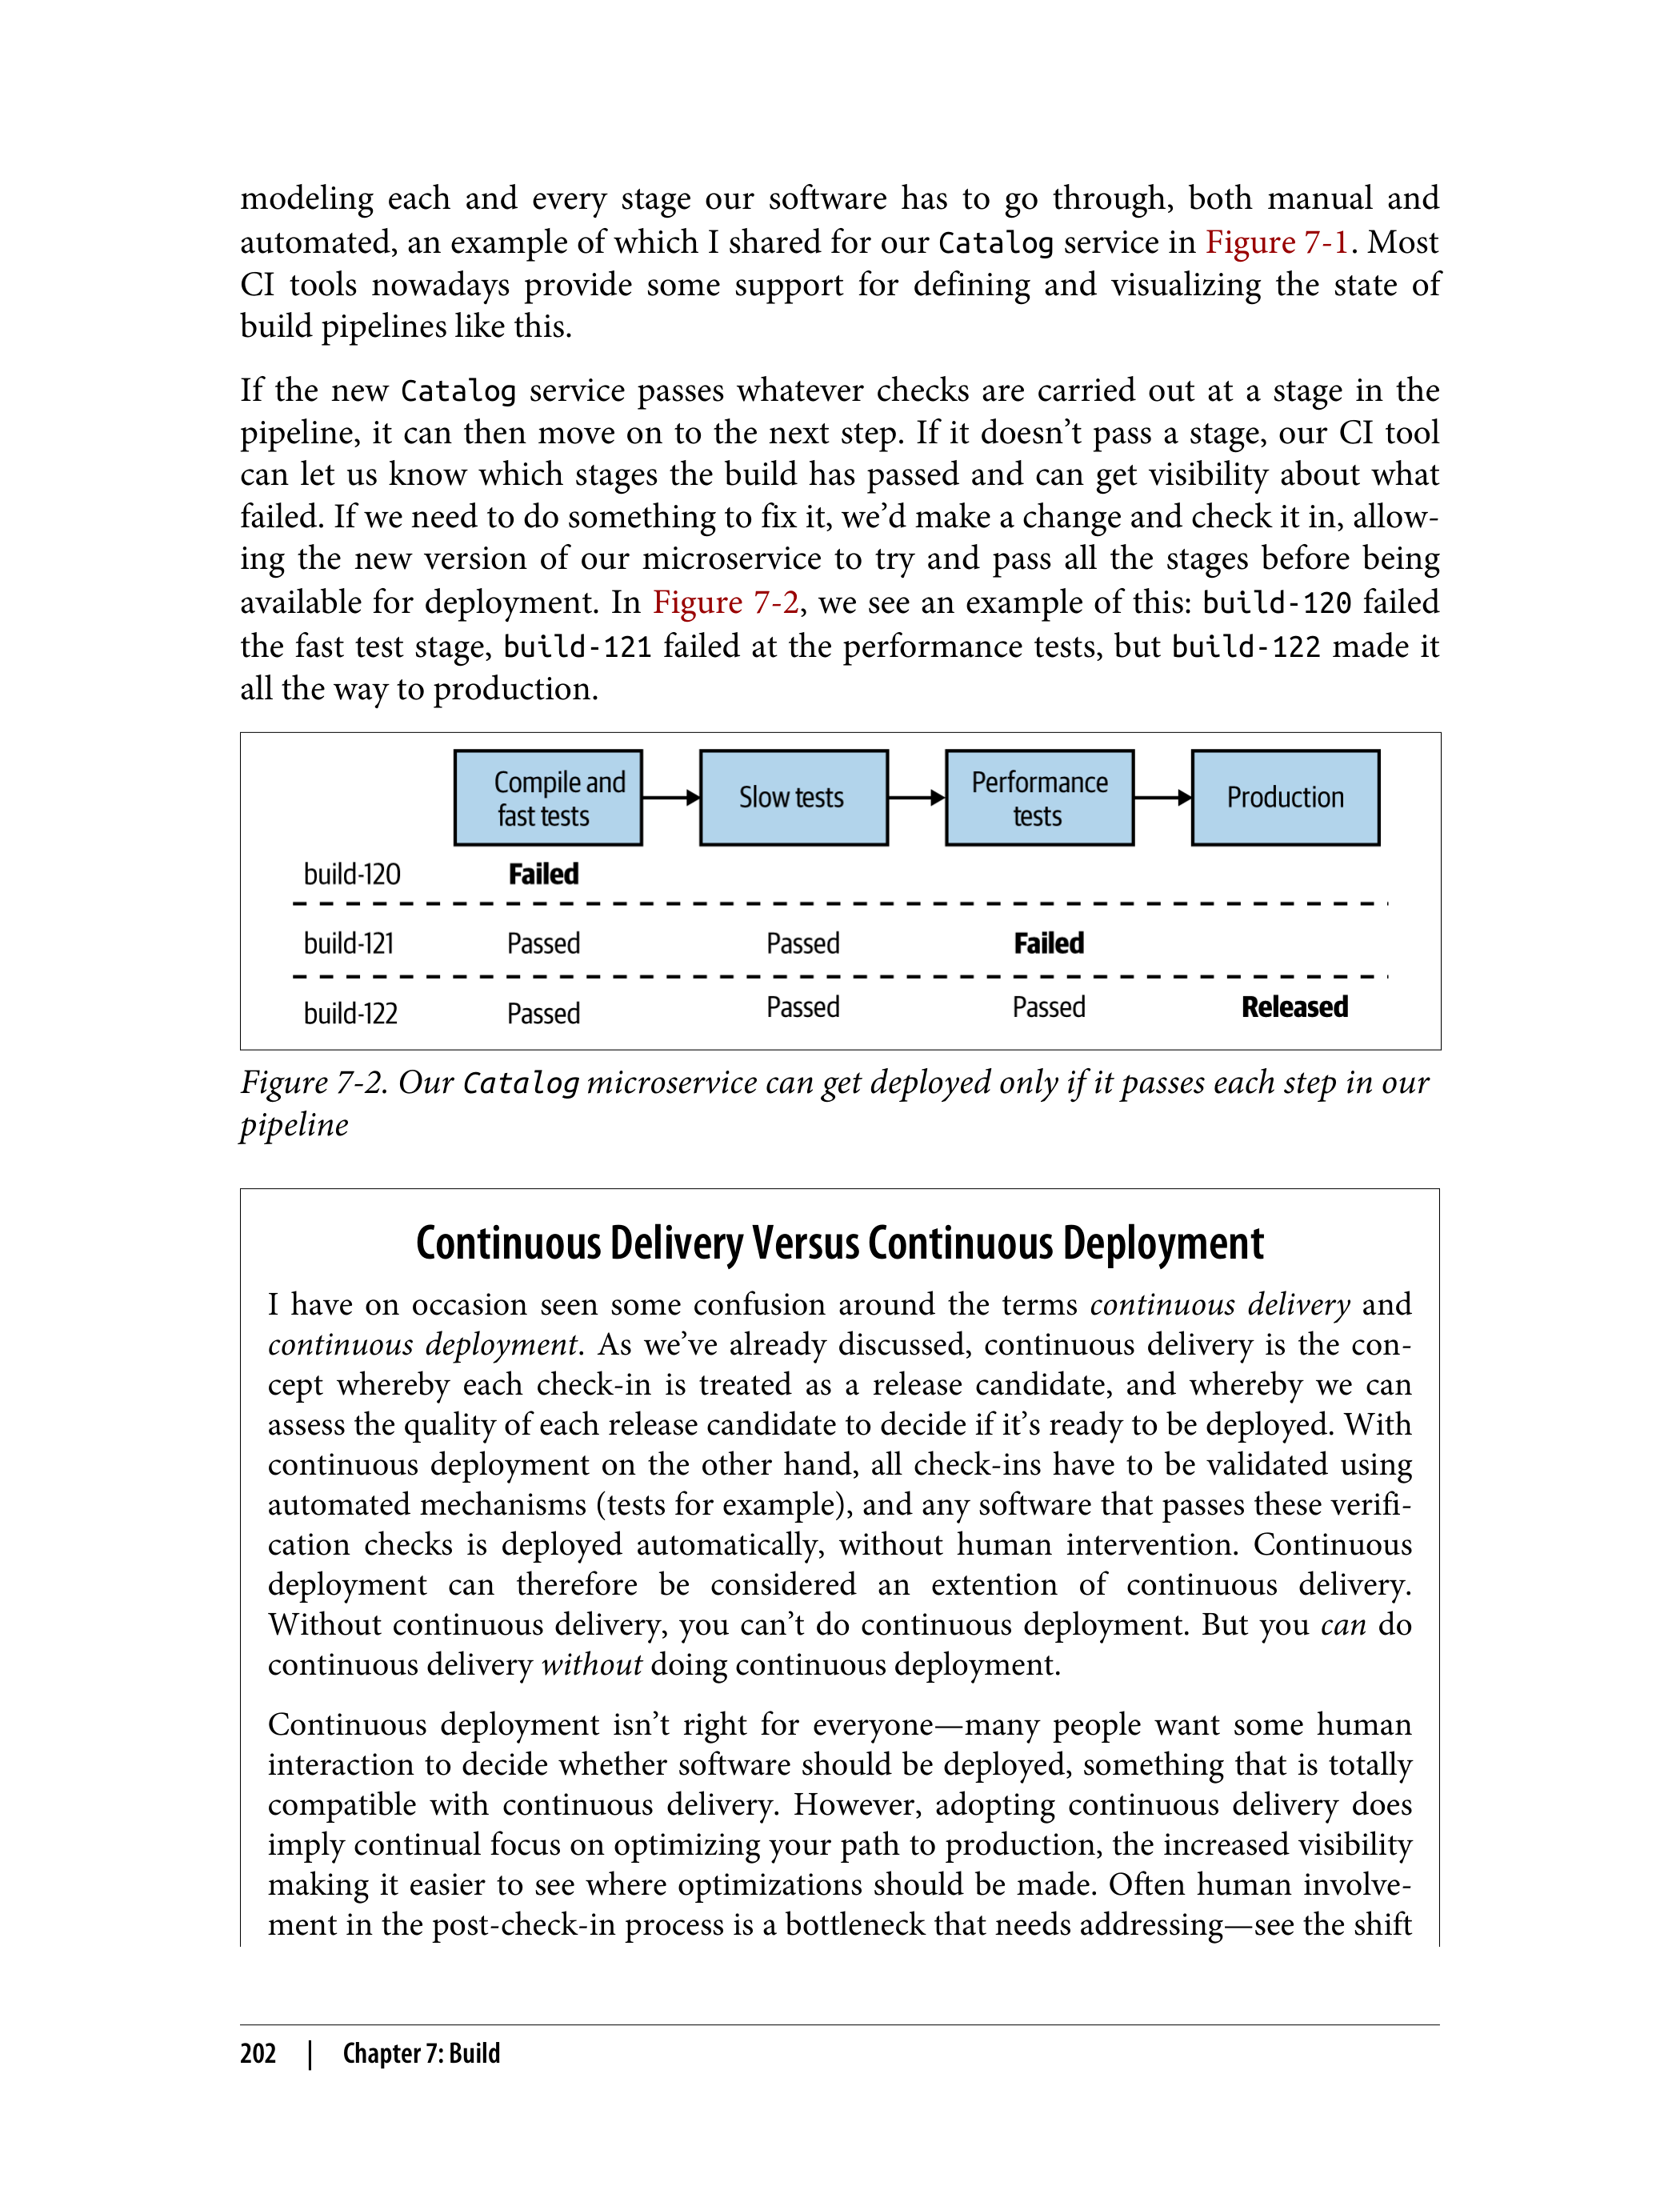 modeling each and every stage our software has to go through, both manual and
automated, an example of which I shared for our Catalog service in Figure 7-1. Most
CI tools nowadays provide some support for defining and visualizing the state of
build pipelines like this.
If the new Catalog service passes whatever checks are carried out at a stage in the
pipeline, it can then move on to the next step. If it doesn’t pass a stage, our CI tool
can let us know which stages the build has passed and can get visibility about what
failed. If we need to do something to fix it, we’d make a change and check it in, allow-
ing the new version of our microservice to try and pass all the stages before being
available for deployment. In Figure 7-2, we see an example of this: build-120 failed
the fast test stage, build-121 failed at the performance tests, but build-122 made it
all the way to production.
Compile and
fast tests
Slow tests
Performance
tests
Production
build-120 Failed
build-121 Passed Passed Failed
build-122 Passed Passed Passed Released
Figure 7-2. Our Catalog microservice can get deployed only if it passes each step in our
pipeline
Continuous Delivery Versus Continuous Deployment
I have on occasion seen some confusion around the terms continuous delivery and
continuous deployment. As we’ve already discussed, continuous delivery is the con-
cept whereby each check-in is treated as a release candidate, and whereby we can
assess the quality of each release candidate to decide if it’s ready to be deployed. With
continuous deployment on the other hand, all check-ins have to be validated using
automated mechanisms (tests for example), and any software that passes these verifi-
cation checks is deployed automatically, without human intervention. Continuous
deployment can therefore be considered an extention of continuous delivery.
Without continuous delivery, you can’t do continuous deployment. But you can do
continuous delivery without doing continuous deployment.
Continuous deployment isn’t right for everyone—many people want some human
interaction to decide whether software should be deployed, something that is totally
compatible with continuous delivery. However, adopting continuous delivery does
imply continual focus on optimizing your path to production, the increased visibility
making it easier to see where optimizations should be made. Often human involve-
ment in the post-check-in process is a bottleneck that needs addressing—see the shift
202 | Chapter 7: Build